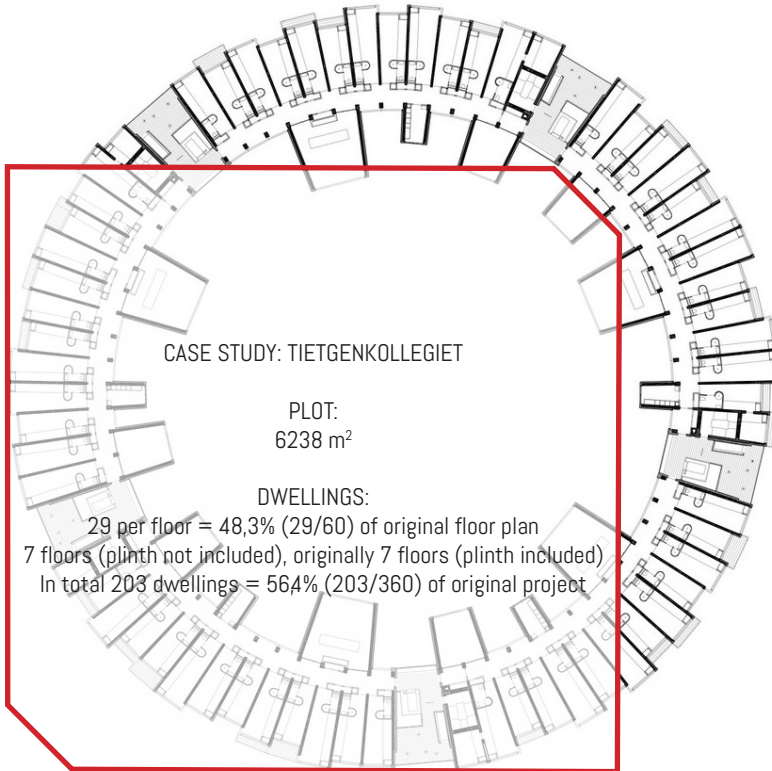 CASE STUDY: TIETGENKOLLEGIET
PLOT:
6238 m²
DWELLINGS:
29 per floor = 48,3% (29/60) of original floor plan
7 floors (plinth not included), originally 7 floors (plinth included)
In total 203 dwellings = 56,4% (203/360) of original project